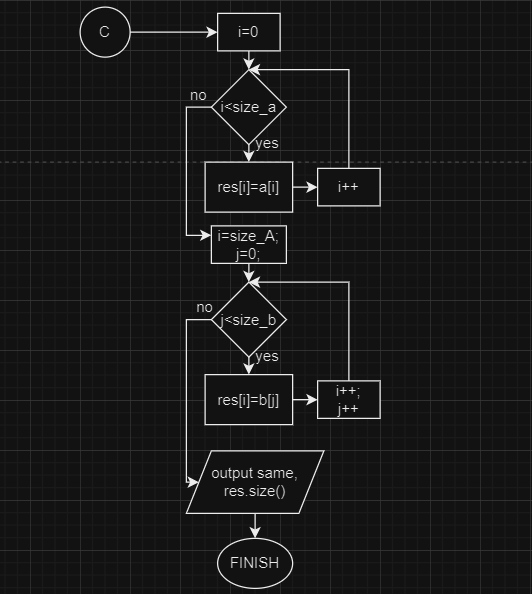 C
i=0
no
i<size_a
yes
res[i]=a[i]
i++
i=size_A;
j=0;
no
j<size_b
yes
res[i]=b[j]
i++;
j++
output same,
res.size()
FINISH